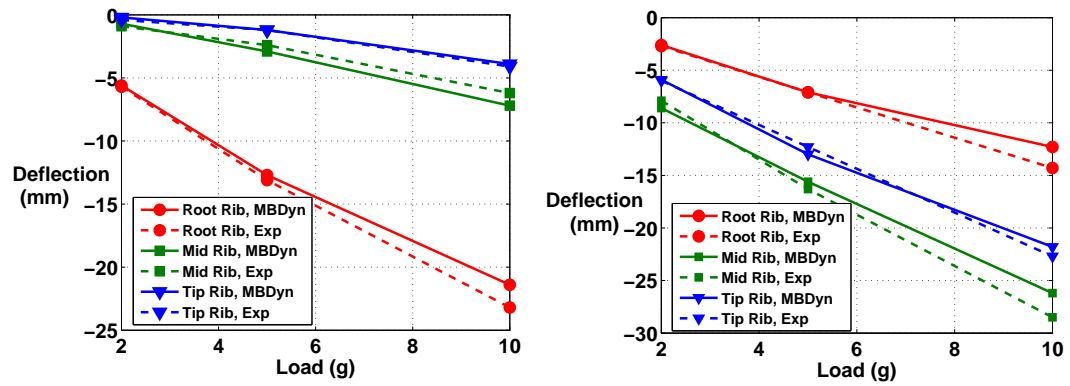 0
−5
−10
−15
−20
−25
Deflection
(mm)
Root Rib, MBDyn
Root Rib, Exp
Mid Rib, MBDyn
Mid Rib, Exp
Tip Rib, MBDyn
Tip Rib, Exp
2 4 6 8 10
Load (g)
0
−5
−10
−15
−20
−25
−30
Deflection
(mm)
Root Rib, MBDyn
Root Rib, Exp
Mid Rib, MBDyn
Mid Rib, Exp
Tip Rib, MBDyn
Tip Rib, Exp
2 4 6 8 10
Load (g)